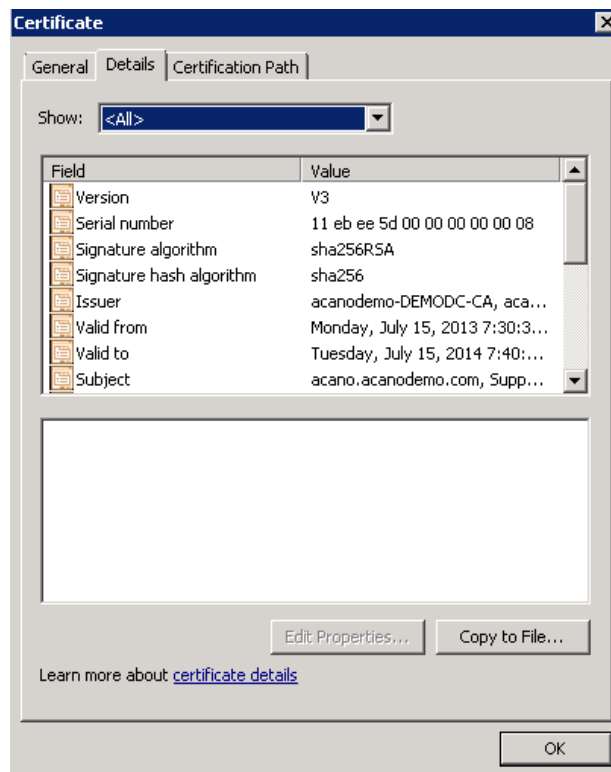 Certificate
General Details Certification Path
Show: <All>
Field Value
Version V3
Serial number 11 eb ee 5d 00 00 00 00 00 08
Signature algorithm sha256RSA
Signature hash algorithm sha256
Issuer acanodemo-DEMODC-CA, aca...
Valid from Monday, July 15, 2013 7:30:3...
Valid to Tuesday, July 15, 2014 7:40:...
Subject acano.acanodemo.com, Supp...
Edit Properties... Copy to File...
Learn more about certificate details
OK